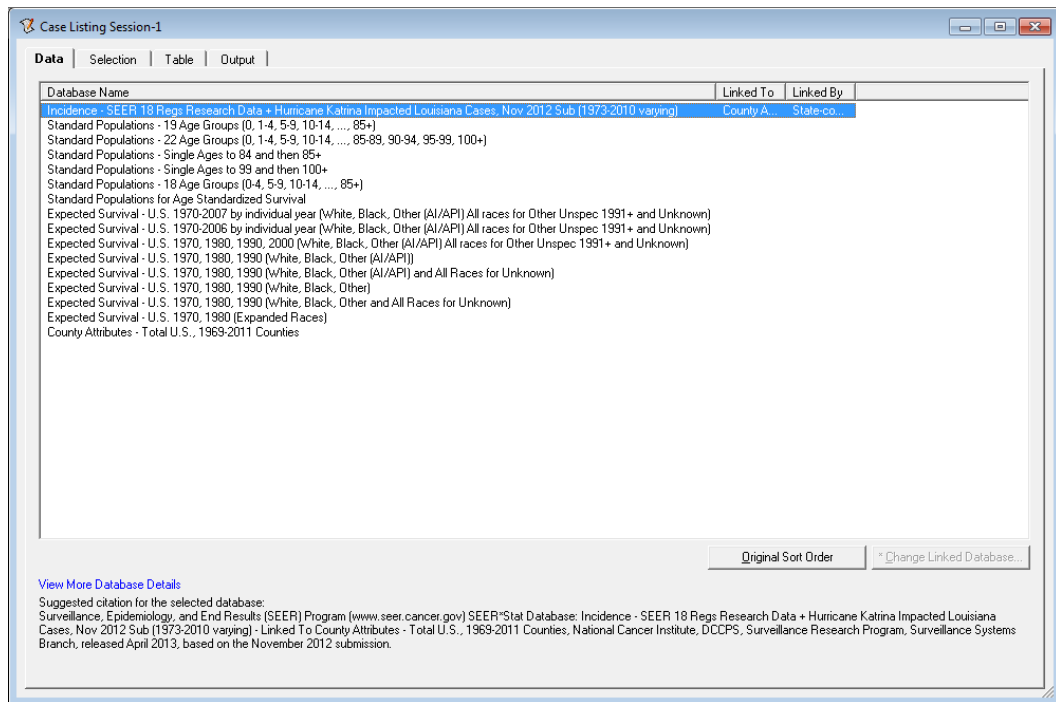 Case Listing Session-1
Data Selection Table Output
Database Name Linked To Linked By
Incidence - SEER 18 Regs Research Data + Hurricane Katrina Impacted Louisiana Cases, Nov 2012 Sub (1973-2010 varying) County A... State-co...
Standard Populations - 19 Age Groups (0, 1-4, 5-9, 10-14, ..., 85+)
Standard Populations - 22 Age Groups (0, 1-4, 5-9, 10-14, ..., 85-89, 90-94, 95-99, 100+)
Standard Populations - Single Ages to 84 and then 85+
Standard Populations - Single Ages to 99 and then 100+
Standard Populations - 18 Age Groups (0-4, 5-9, 10-14, ..., 85+)
Standard Populations for Age Standardized Survival
Expected Survival - U.S. 1970-2007 by individual year (White, Black, Other (AI/API) All races for Other Unspec 1991+ and Unknown)
Expected Survival - U.S. 1970-2006 by individual year (White, Black, Other (AI/API) All races for Other Unspec 1991+ and Unknown)
Expected Survival - U.S. 1970, 1980, 1990, 2000 (White, Black, Other (AI/API) All races for Other Unspec 1991+ and Unknown)
Expected Survival - U.S. 1970, 1980, 1990 (White, Black, Other (AI/API))
Expected Survival - U.S. 1970, 1980, 1990 (White, Black, Other (AI/API) and All Races for Unknown)
Expected Survival - U.S. 1970, 1980, 1990 (White, Black, Other)
Expected Survival - U.S. 1970, 1980, 1990 (White, Black, Other and All Races for Unknown)
Expected Survival - U.S. 1970, 1980 (Expanded Races)
County Attributes - Total U.S., 1969-2011 Counties
Original Sort Order * Change Linked Database...
View More Database Details
Suggested citation for the selected database:
Surveillance, Epidemiology, and End Results (SEER) Program (www.seer.cancer.gov) SEER*Stat Database: Incidence - SEER 18 Regs Research Data + Hurricane Katrina Impacted Louisiana
Cases, Nov 2012 Sub (1973-2010 varying) - Linked To County Attributes - Total U.S., 1969-2011 Counties, National Cancer Institute, DCCPS, Surveillance Research Program, Surveillance Systems
Branch, released April 2013, based on the November 2012 submission.